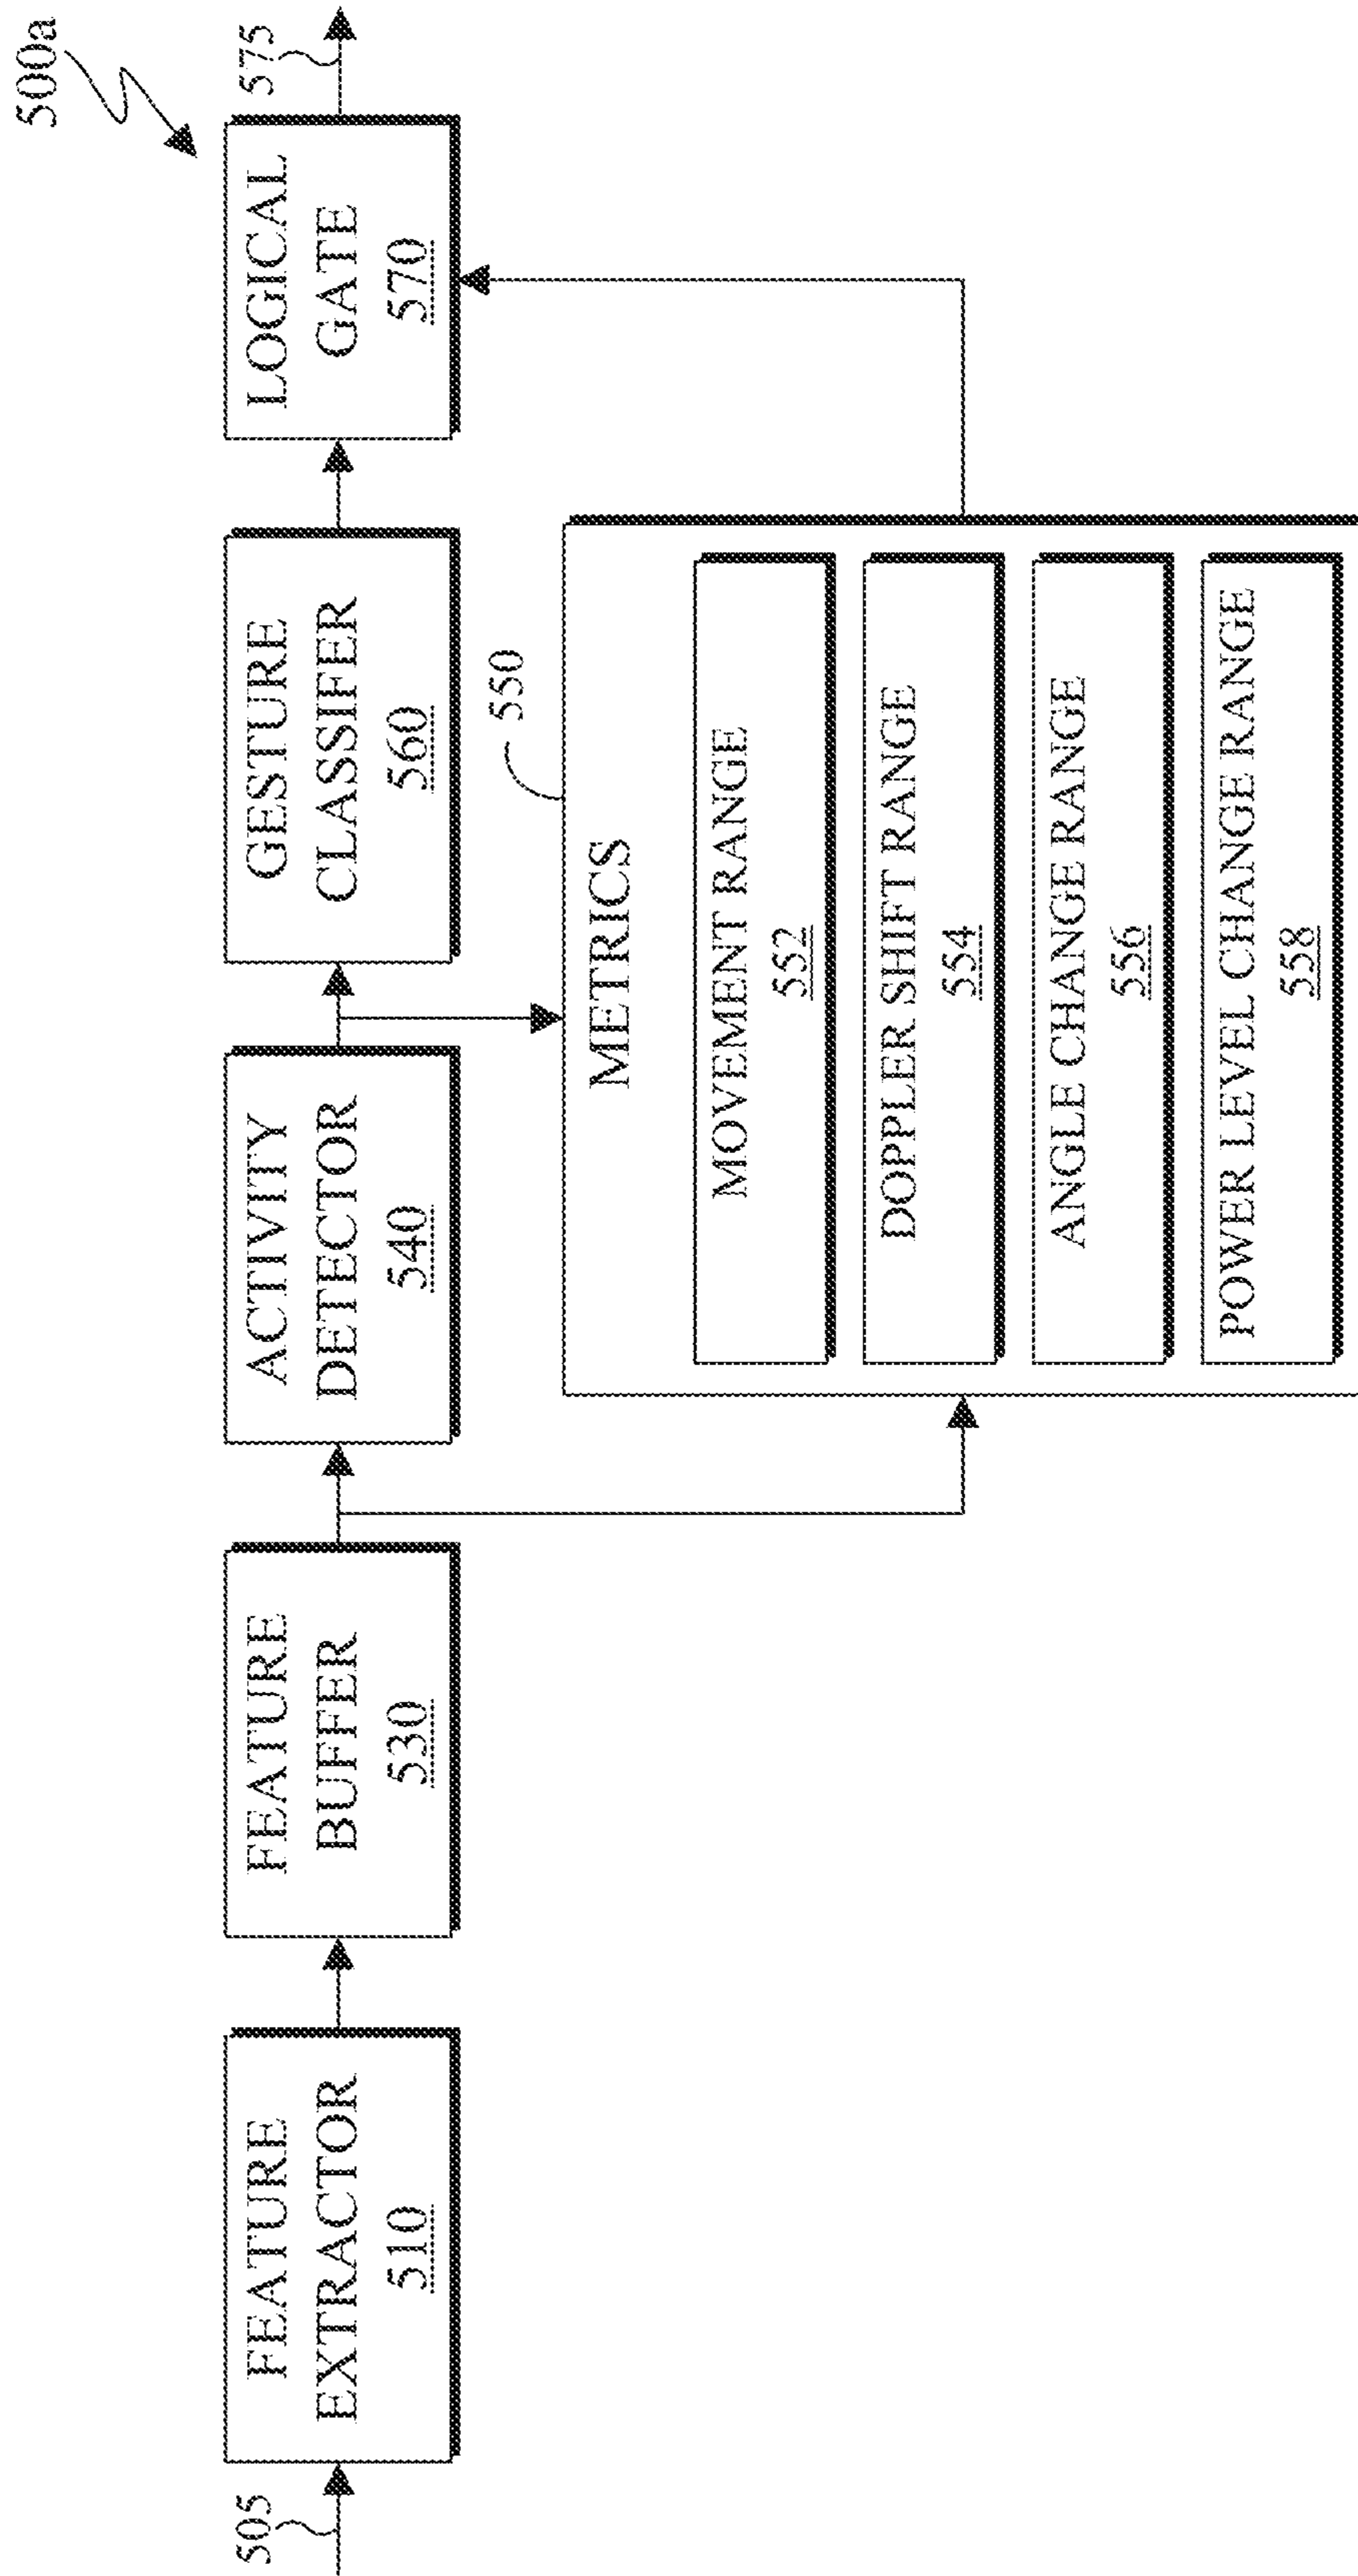 500a
505
FEATURE
EXTRACTOR
510
FEATURE
BUFFER
530
ACTIVITY
DETECTOR
540
GESTURE
CLASSIFER
560
LOGICAL
GATE
570
575
550
METRICS
MOVEMENT RANGE
552
DOPPLER SHIFT RANGE
554
ANGLE CHANGE RANGE
556
POWER LEVEL CHANGE RANGE
558